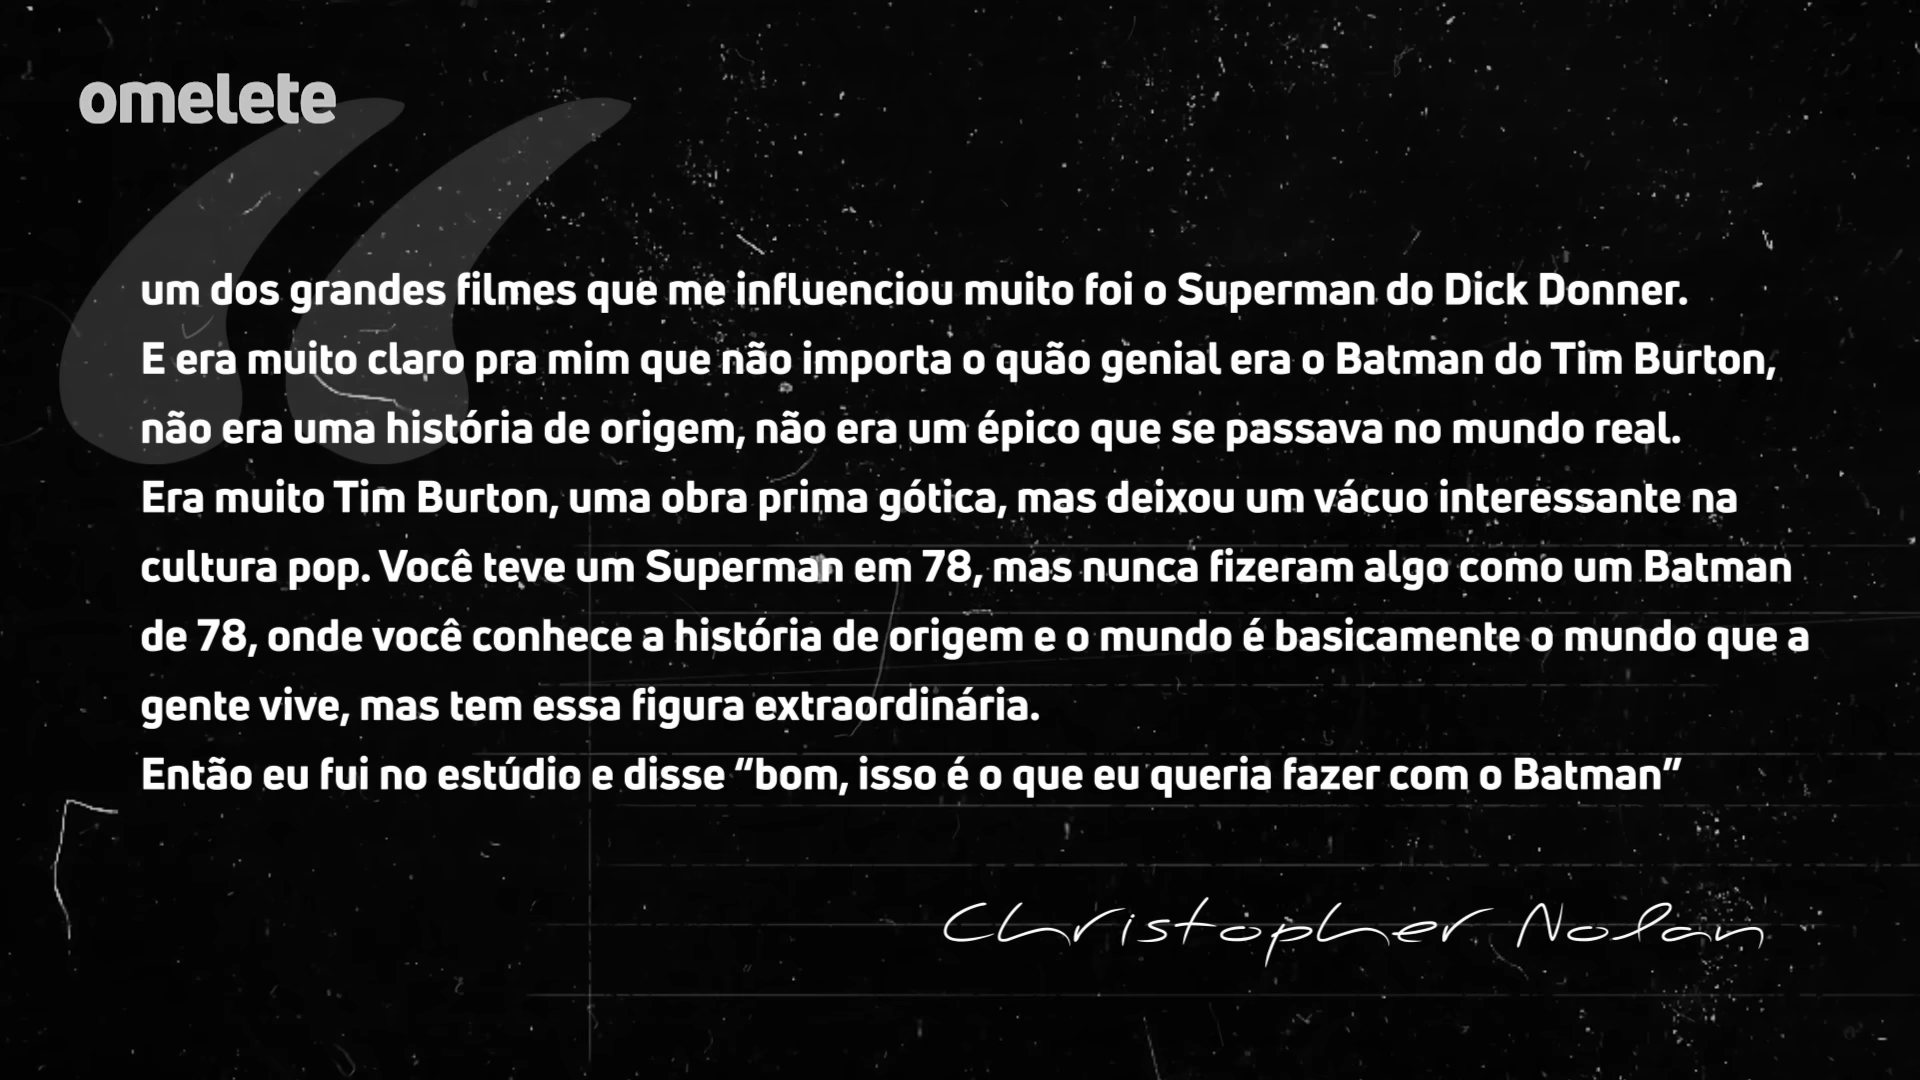 omelete
um dos grandes filmes que me influenciou muito foi o Superman do Dick Donner.
E era muito claro pra mim que não importa o quão genial era o Batman do Tim Burton,
não era uma história de origem, não era um épico que se passava no mundo real.
Era muito Tim Burton, uma obra prima gótica, mas deixou um vácuo interessante na
cultura pop. Você teve um Superman em 78, mas nunca fizeram algo como um Batman
de 78, onde você conhece a história de origem e o mundo é basicamente o mundo que a
gente vive, mas tem essa figura extraordinária.
Então eu fui no estúdio e disse “bom, isso é o que eu queria fazer com o Batman”
Christopher Nolan